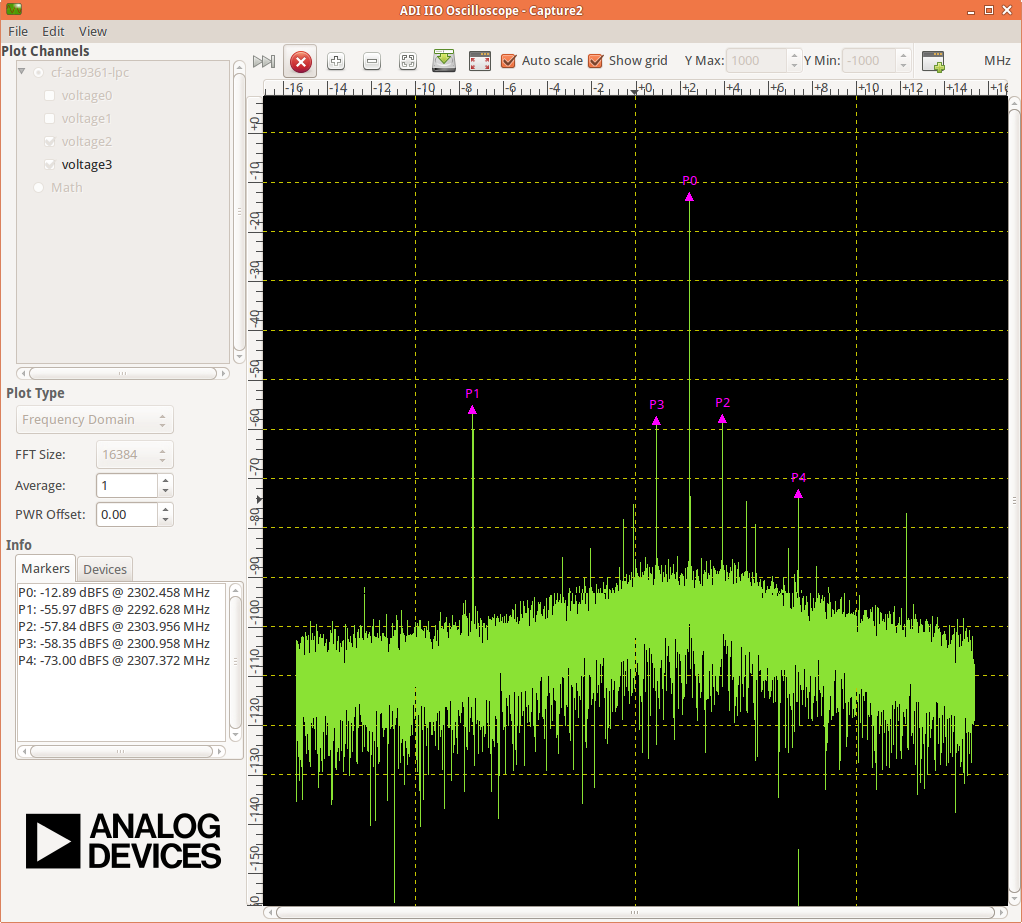 ADI IIO Oscilloscope - Capture2
File Edit View
Plot Channels
cf-ad9361-lpc
voltage0
voltage1
voltage2
voltage3
Math
Auto scale Show grid Y Max: 1000 Y Min: -1000 MHz
-16 -14 -12 -10 -8 -6 -4 -2 +0 +2 +4 +6 +8 +10 +12 +14 +16
+0
-10
-20
-30
-40
-50
-60
-70
-80
-90
-100
-110
-120
-130
-140
-150
P0
P1
P3
P2
P4
Plot Type
Frequency Domain
FFT Size: 16384
Average: 1
PWR Offset: 0.00
Info
Markers Devices
P0: -12.89 dBFS @ 2302.458 MHz
P1: -55.97 dBFS @ 2292.628 MHz
P2: -57.84 dBFS @ 2303.956 MHz
P3: -58.35 dBFS @ 2300.958 MHz
P4: -73.00 dBFS @ 2307.372 MHz
ANALOG
DEVICES